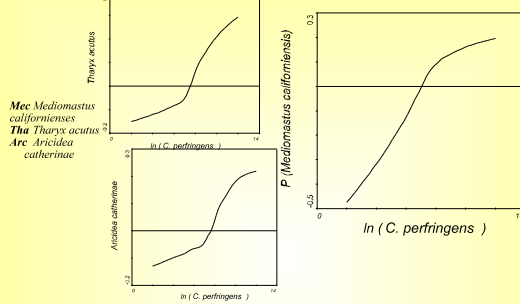 Mec Mediomastus
californienses
Tha Tharyx acutus
Arc Aricidea
catherinae
Tharyx acutus
-0.2
14
0
ln ( C. perfringens )
0.3
Aricidea catherinae
-0.2
0
14
ln ( C. perfringens )
0.3
P (Mediomastus californiensis)
-0.5
0
ln ( C. perfringens )